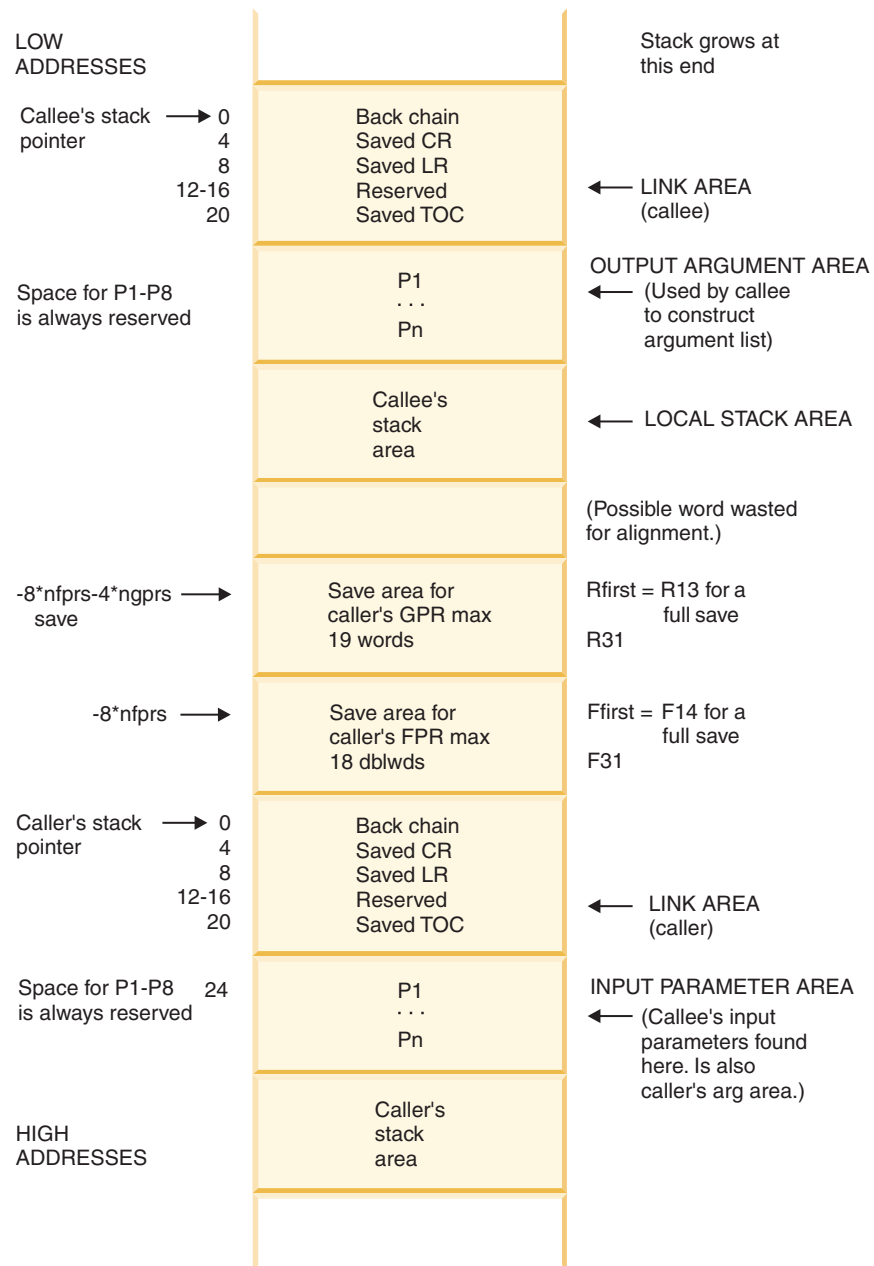 LOW
ADDRESSES
Stack grows at
this end
Callee's stack
pointer
0
4
8
12-16
20
Back chain
Saved CR
Saved LR
Reserved
Saved TOC
LINK AREA
(callee)
Space for P1-P8
is always reserved
P1
. . .
Pn
OUTPUT ARGUMENT AREA
(Used by callee
to construct
argument list)
Callee's
stack
area
LOCAL STACK AREA
(Possible word wasted
for alignment.)
-8*nfprs-4*ngprs
save
Save area for
caller's GPR max
19 words
Rfirst = R13 for a
full save
R31
-8*nfprs
Save area for
caller's FPR max
18 dblwds
Ffirst = F14 for a
full save
F31
Caller's stack
pointer
0
4
8
12-16
20
Back chain
Saved CR
Saved LR
Reserved
Saved TOC
LINK AREA
(caller)
Space for P1-P8
is always reserved
24
P1
. . .
Pn
INPUT PARAMETER AREA
(Callee's input
parameters found
here. Is also
caller's arg area.)
Caller's
stack
area
HIGH
ADDRESSES